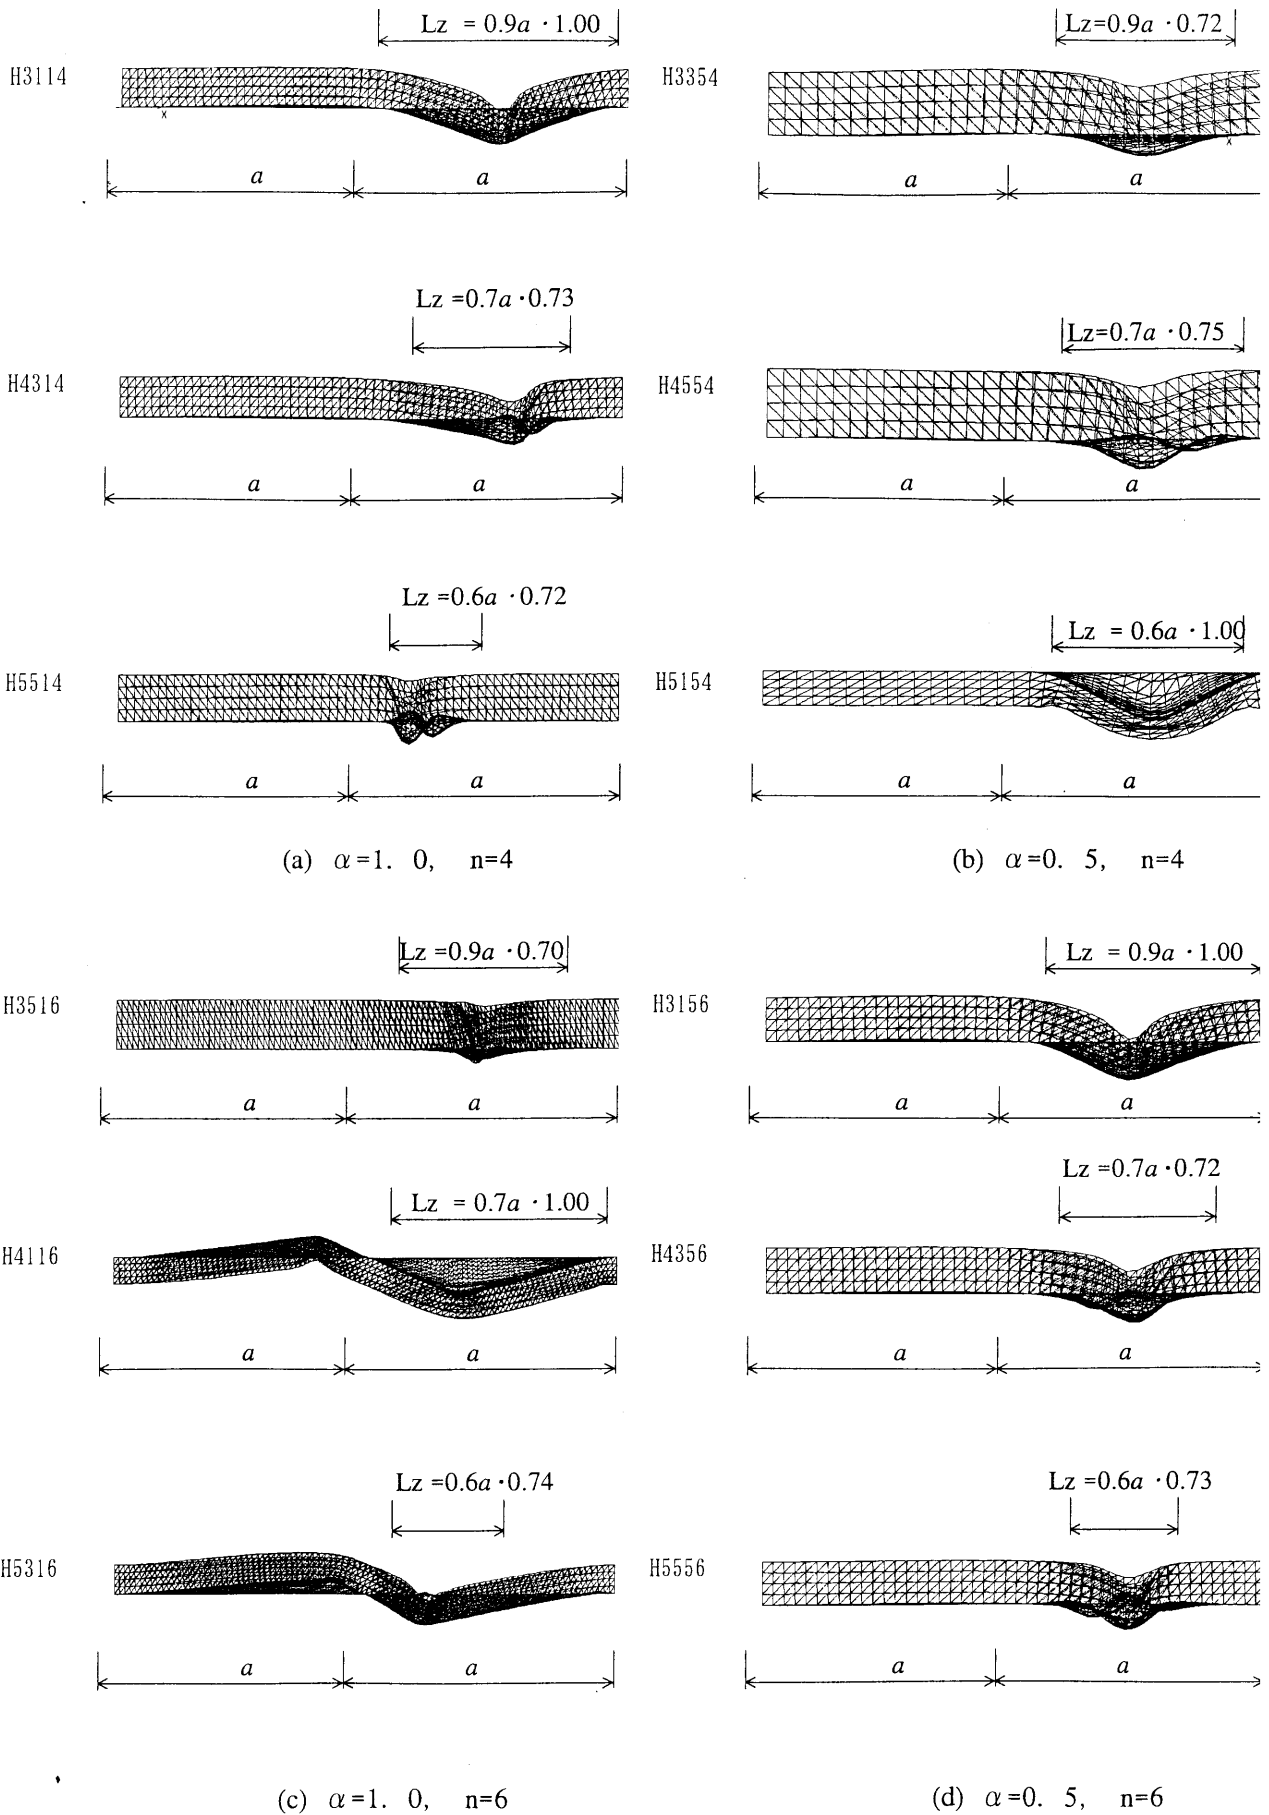 Lz = 0.9a · 1.00
H3114
x
a a
Lz =0.7a · 0.73
H4314
a a
Lz =0.6a · 0.72
H5514
a a
(a) α=1. 0, n=4
Lz=0.9a · 0.72
H3354
x
a a
Lz=0.7a · 0.75
H4554
a a
Lz = 0.6a · 1.00
H5154
a a
(b) α=0. 5, n=4
Lz =0.9a · 0.70
H3516
a a
Lz = 0.7a · 1.00
H4116
a a
Lz =0.6a · 0.74
H5316
a a
(c) α=1. 0, n=6
Lz = 0.9a · 1.00
H3156
a a
Lz =0.7a · 0.72
H4356
a a
Lz =0.6a · 0.73
H5556
a a
(d) α=0. 5, n=6